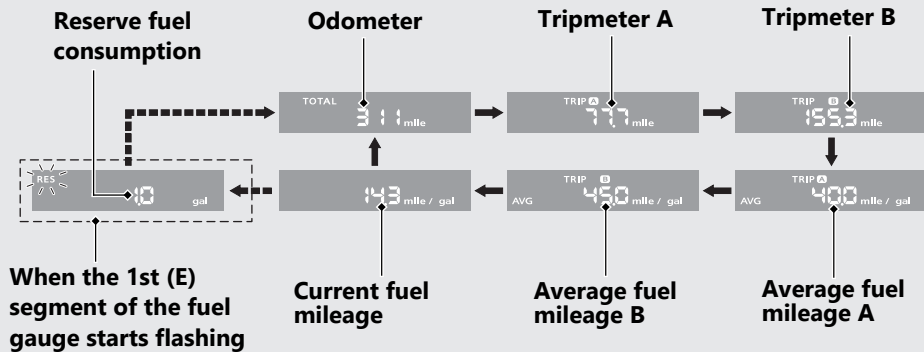 Reserve fuel
consumption
Odometer
Tripmeter A
Tripmeter B
TOTAL
311 mile
TRIP A
77.7 mile
TRIP B
155.3 mile
RES
1.0 gal
143 mile / gal
TRIP B
AVG 45.0 mile / gal
TRIP A
AVG 40.0 mile / gal
When the 1st (E)
segment of the fuel
gauge starts flashing
Current fuel
mileage
Average fuel
mileage B
Average fuel
mileage A